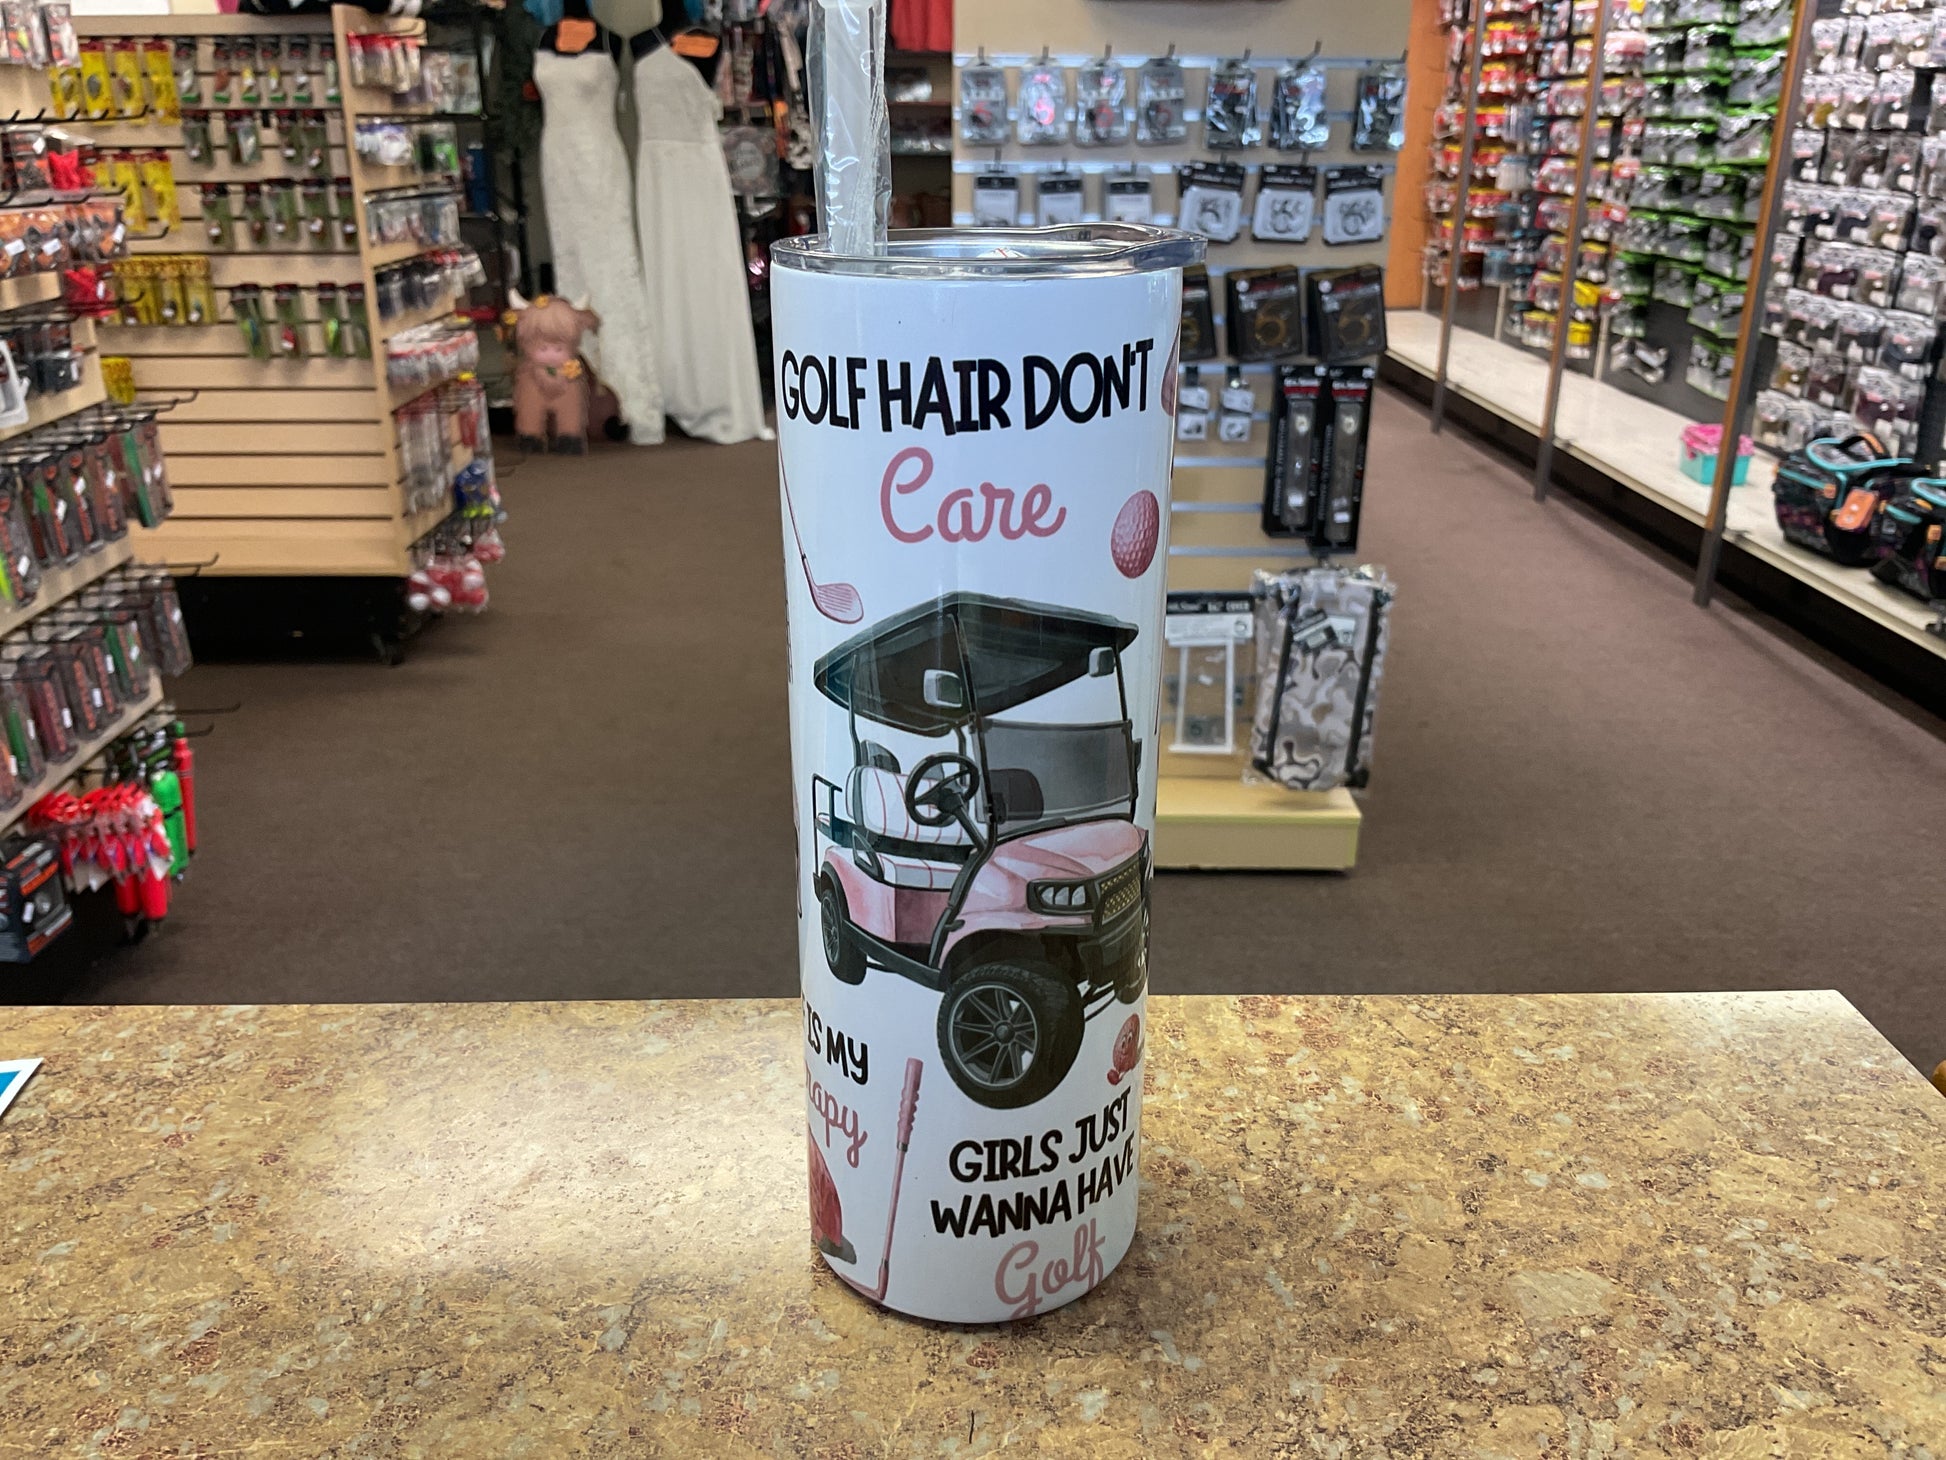 GOLF HAIR DON'T
Care
IS MY
GIRLS JUST
WANNA HAVE
Golf